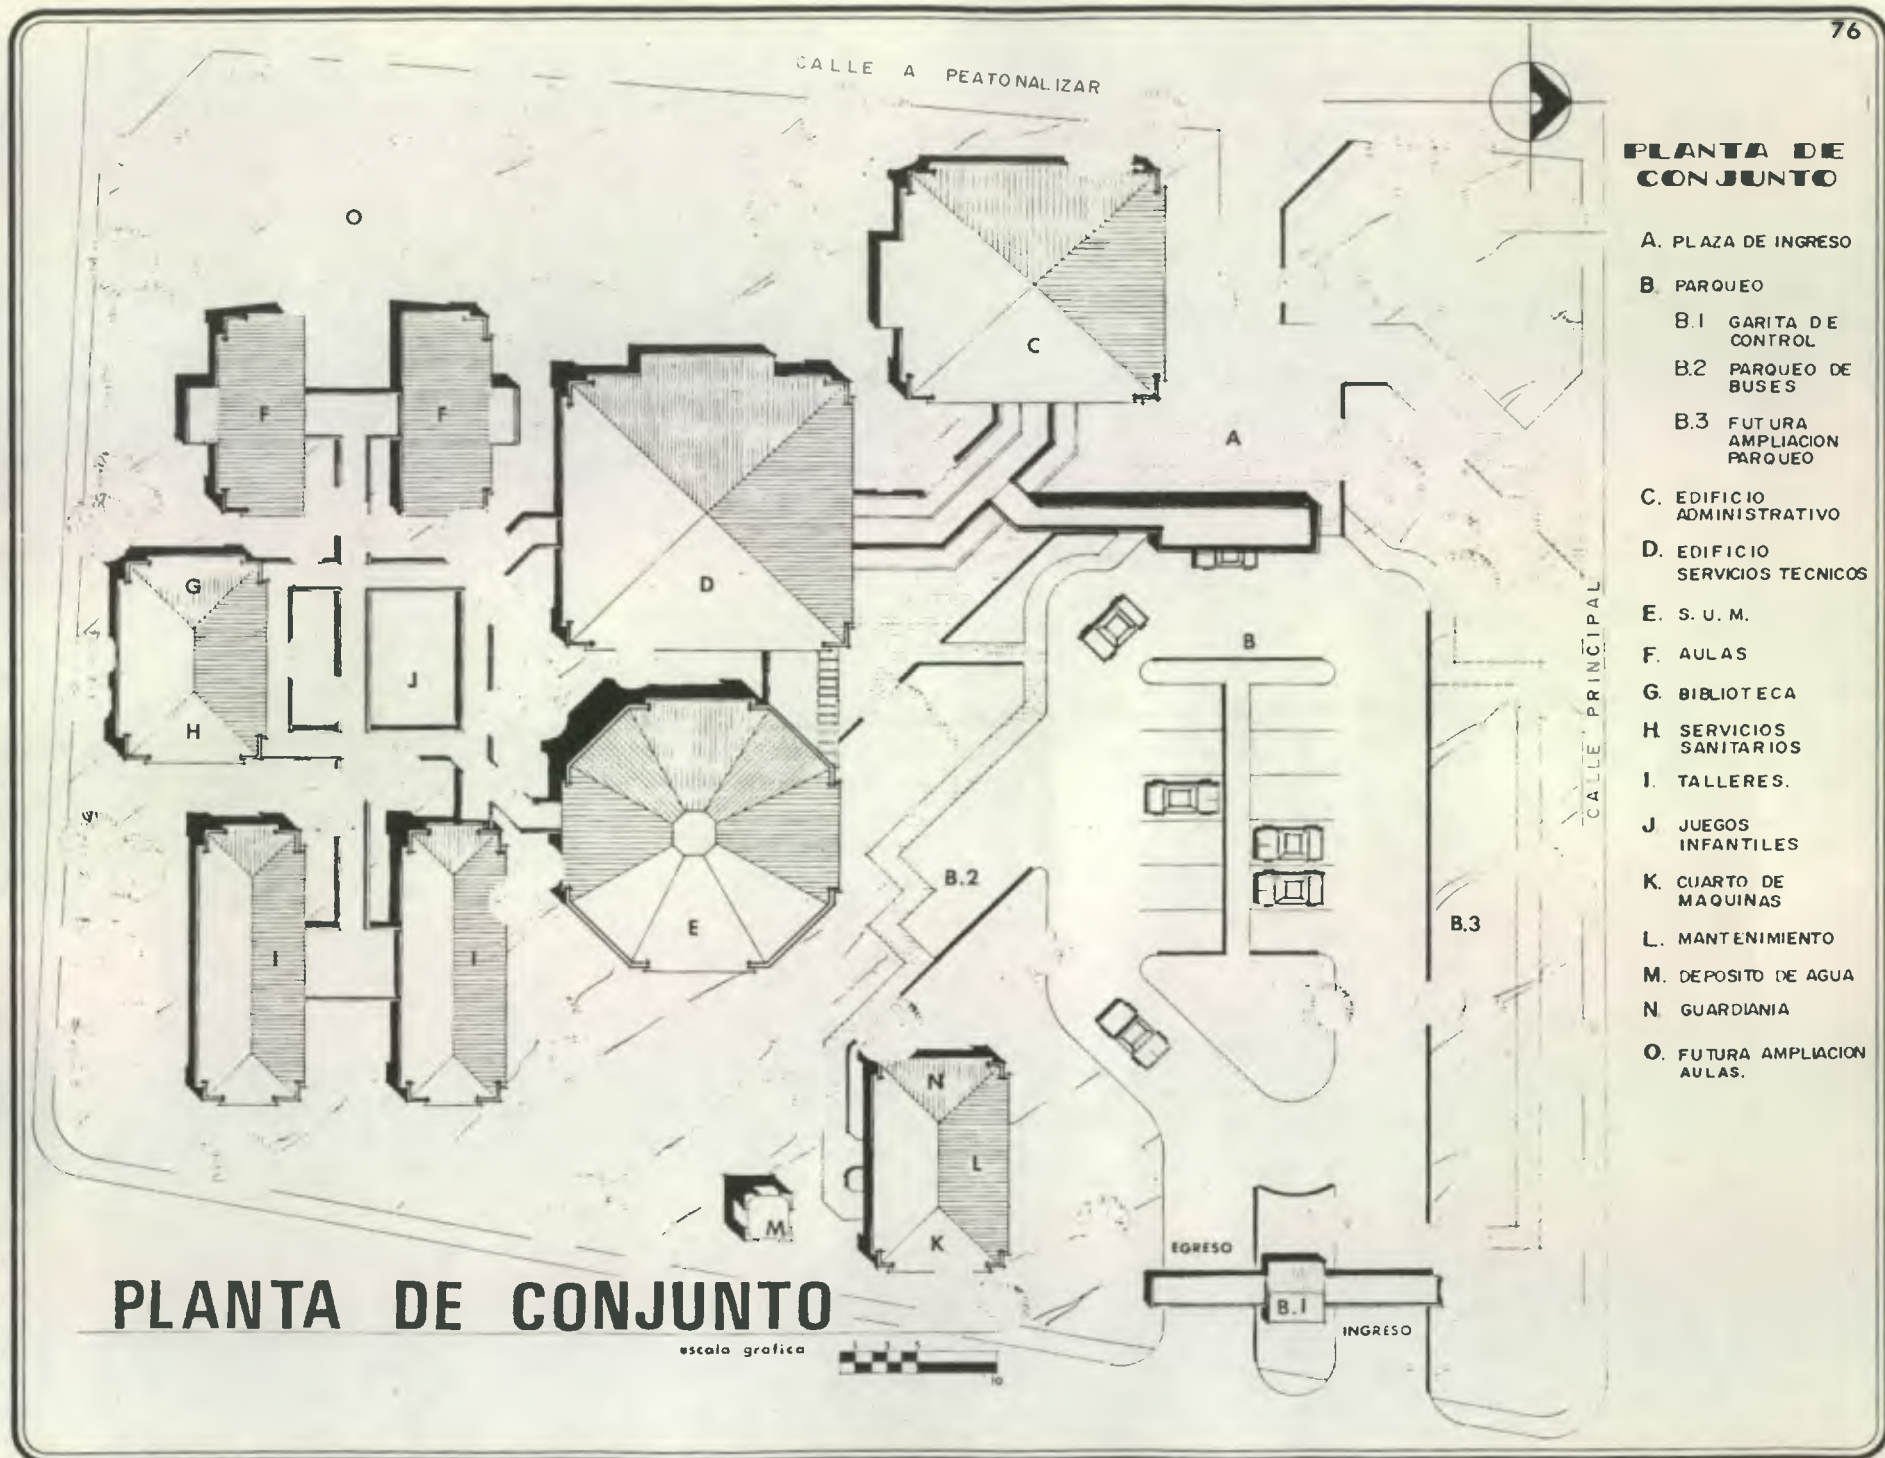 76
CALLE A PEATONALIZAR
PLANTA DE
CONJUNTO
A. PLAZA DE INGRESO
B. PARQUEO
B.1 GARITA DE
CONTROL
B.2 PARQUEO DE
BUSES
B.3 FUTURA
AMPLIACION
PARQUEO
C. EDIFICIO
ADMINISTRATIVO
D. EDIFICIO
SERVICIOS TECNICOS
E. S. U. M.
F. AULAS
G. BIBLIOTECA
H SERVICIOS
SANITARIOS
I. TALLERES.
J JUEGOS
INFANTILES
K. CUARTO DE
MAQUINAS
L. MANTENIMIENTO
M. DEPOSITO DE AGUA
N GUARDIANIA
O. FUTURA AMPLIACION
AULAS.
CALLE PRINCIPAL
O
C
F
F
A
G
D
B
J
H
E
B.2
B.3
I
I
N
L
M
K
EGRESO
B.1
INGRESO
PLANTA DE CONJUNTO
escala grafica
1 3 5
10